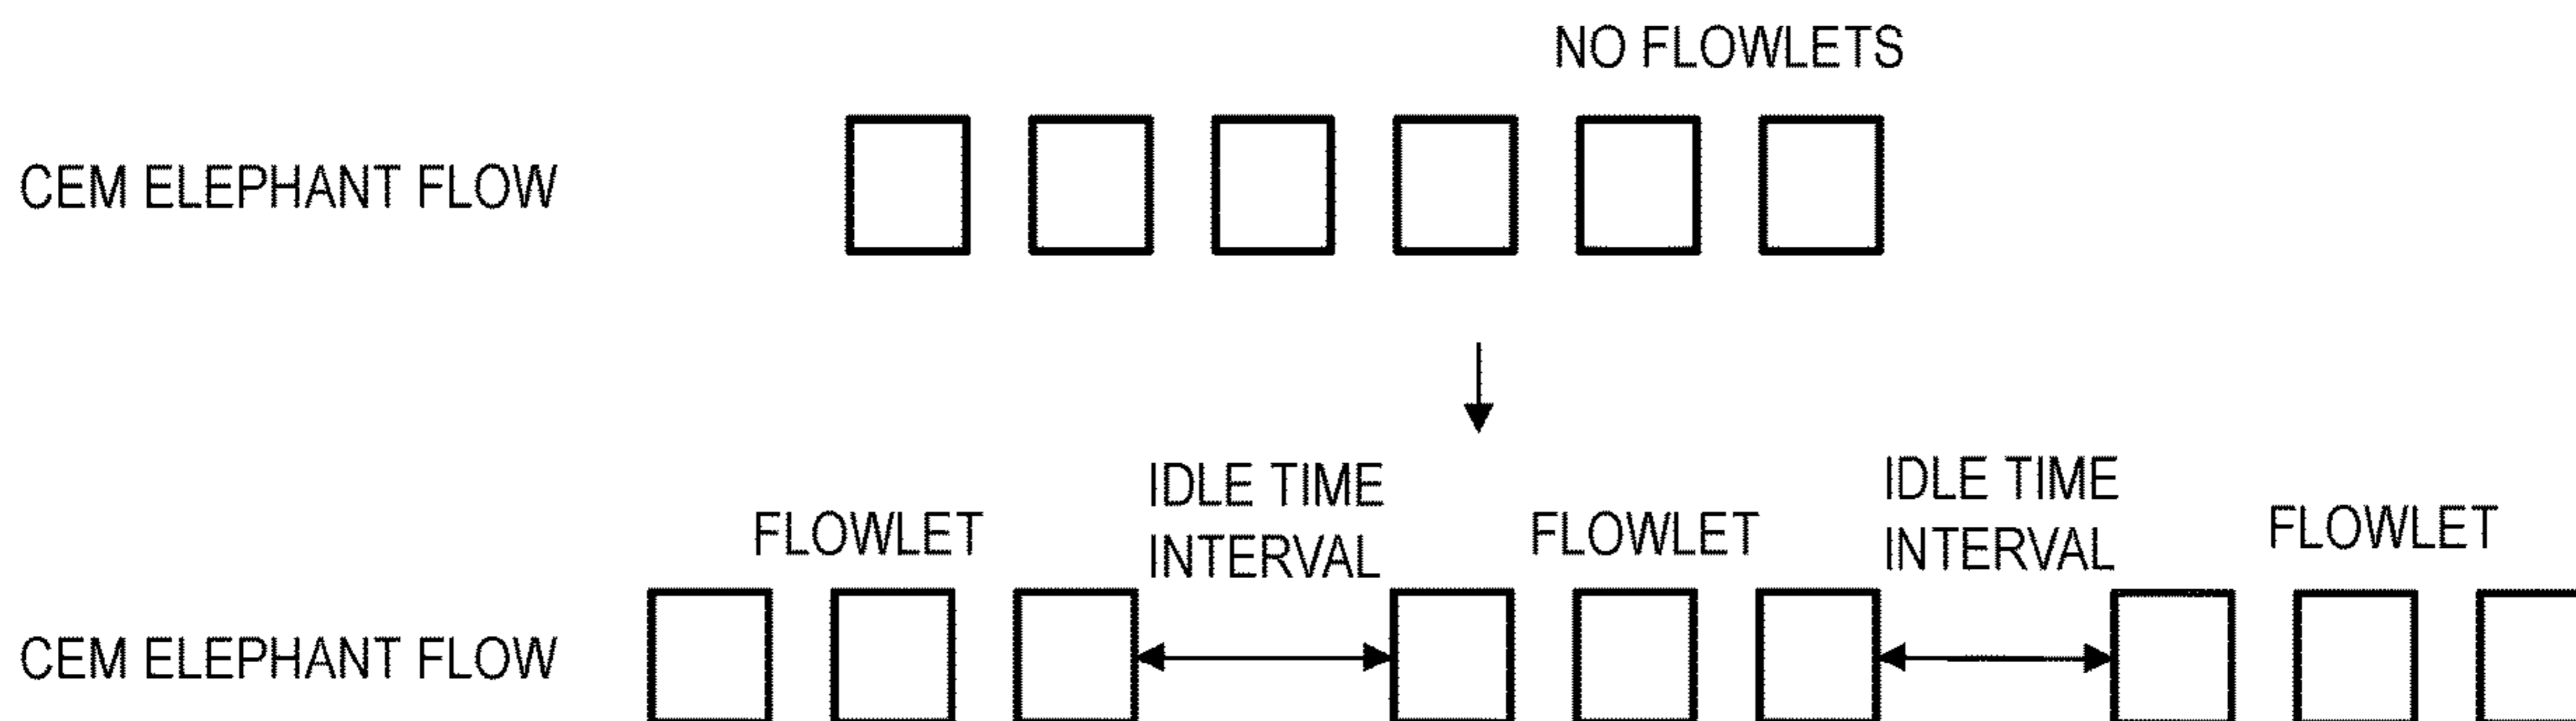 NO FLOWLETS
CEM ELEPHANT FLOW
IDLE TIME
INTERVAL
IDLE TIME
INTERVAL
FLOWLET
FLOWLET
FLOWLET
CEM ELEPHANT FLOW